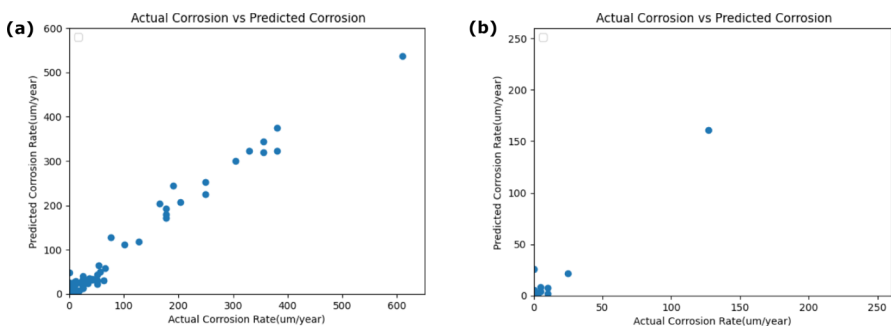 (a)
Actual Corrosion vs Predicted Corrosion
Predicted Corrosion Rate(um/year)
600
500
400
300
200
100
0
0 100 200 300 400 500 600
Actual Corrosion Rate(um/year)
(b)
Actual Corrosion vs Predicted Corrosion
Predicted Corrosion Rate(um/year)
250
200
150
100
50
0
0 50 100 150 200 250
Actual Corrosion Rate(um/year)